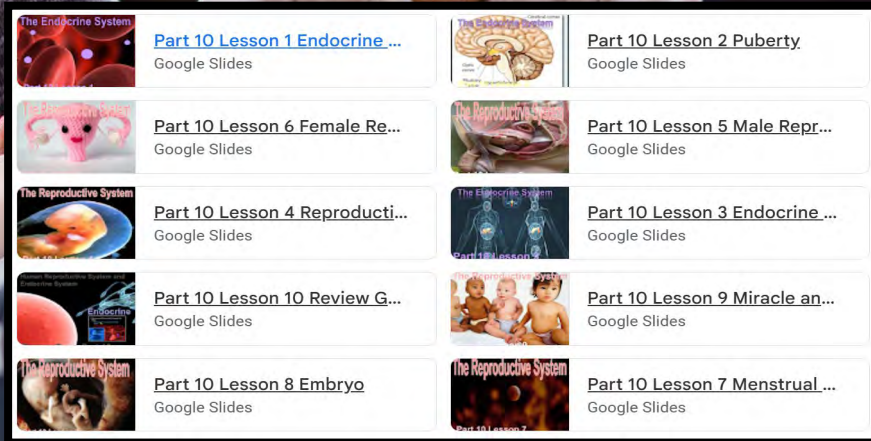 The Endocrine System
Part 10 Lesson 1 Endocrine ...
Google Slides
Part 10 Lesson 2 Puberty
Google Slides
The Reproductive System
Part 10 Lesson 6 Female Re...
Google Slides
The Reproductive System
Part 10 Lesson 5 Male Repr...
Google Slides
The Reproductive System
Part 10 Lesson 4 Reproducti...
Google Slides
The Endocrine System
Part 10 Lesson 3 Endocrine ...
Google Slides
Human Reproductive System and
Endocrine System
Endocrine
Part 10 Lesson 10 Review G...
Google Slides
The Reproductive System
Part 10 Lesson 9 Miracle an...
Google Slides
The Reproductive System
Part 10 Lesson 8 Embryo
Google Slides
The Reproductive System
Part 10 Lesson 7
Part 10 Lesson 7 Menstrual ...
Google Slides